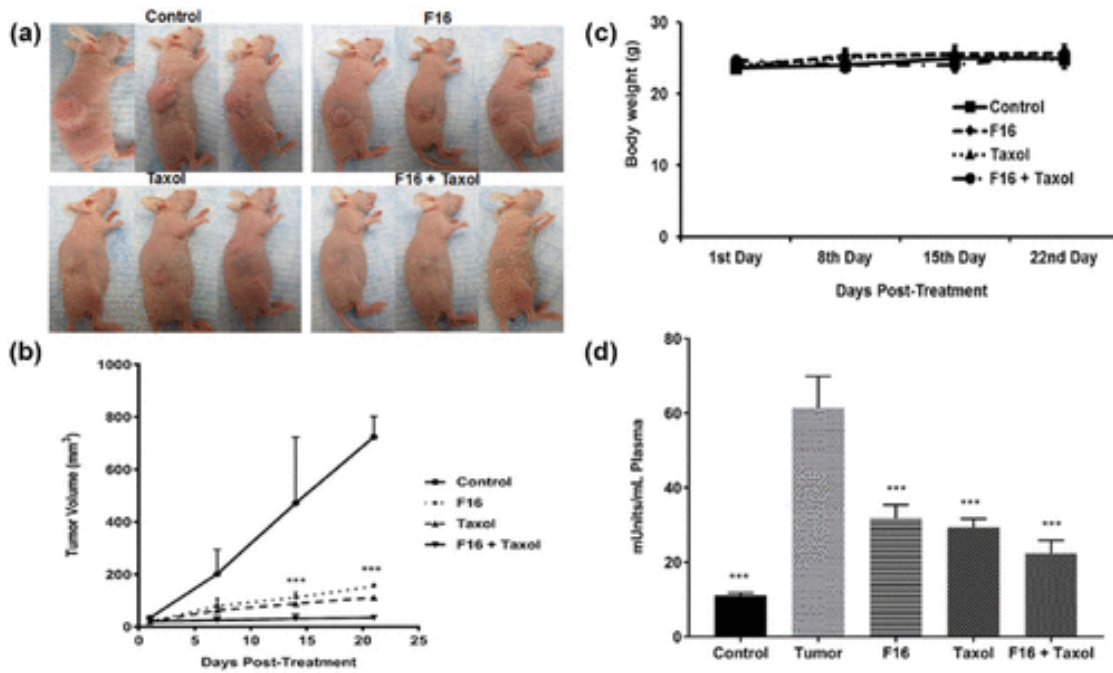 (a)
Control
F16
Taxol
F16 + Taxol
(b)
1000
800
600
400
200
0
Tumor Volume (mm³)
0 5 10 15 20 25
Days Post-Treatment
***
***
Control
F16
Taxol
F16 + Taxol
(c)
30
20
10
0
Body weight (g)
1st Day 8th Day 15th Day 22nd Day
Days Post-Treatment
Control
F16
Taxol
F16 + Taxol
(d)
80
60
40
20
0
mUnits/mL Plasma
***
***
***
***
Control Tumor F16 Taxol F16 + Taxol